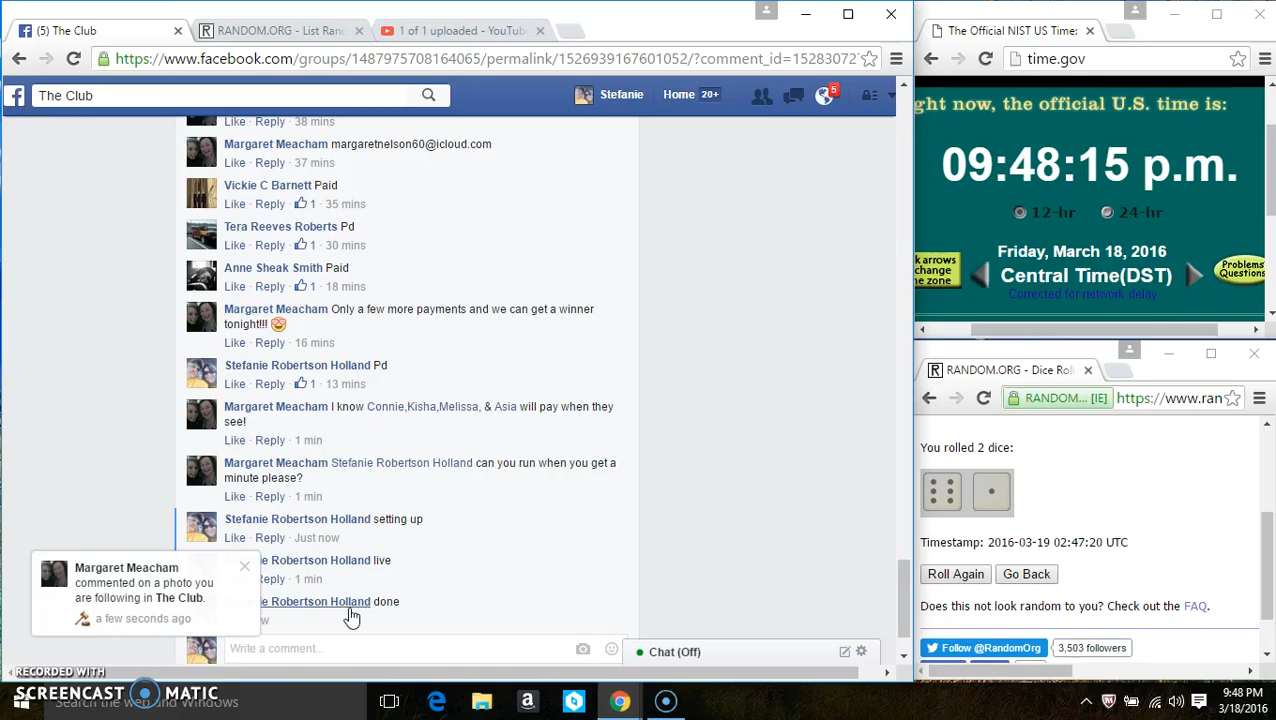 (5) The Club
RANDOM.ORG - List Ran
1 of 1 uploaded - YouTub
https://www.facebook.com/groups/1487975708164065/permalink/1526939167601052/?comment_id=15283072
The Club
Stefanie
Home 20+
5
Like · Reply · 38 mins
Margaret Meacham margaretnelson60@icloud.com
Like · Reply · 37 mins
Vickie C Barnett Paid
Like · Reply · 1 · 35 mins
Tera Reeves Roberts Pd
Like · Reply · 1 · 30 mins
Anne Sheak Smith Paid
Like · Reply · 1 · 18 mins
Margaret Meacham Only a few more payments and we can get a winner
tonight!!!
Like · Reply · 16 mins
Stefanie Robertson Holland Pd
Like · Reply · 1 · 13 mins
Margaret Meacham I know Connie,Kisha,Melissa, & Asia will pay when they
see!
Like · Reply · 1 min
Margaret Meacham Stefanie Robertson Holland can you run when you get a
minute please?
Like · Reply · 1 min
Stefanie Robertson Holland setting up
Like · Reply · Just now
e Robertson Holland live
Reply · 1 min
e Robertson Holland done
Margaret Meacham
commented on a photo you
are following in The Club.
a few seconds ago
Write a comment...
Chat (Off)
RECORDED WITH
SCREENCAST MATIC
Search the web and Windows
The Official NIST US Time:
time.gov
ght now, the official U.S. time is:
09:48:15 p.m.
12-hr 24-hr
Friday, March 18, 2016
Central Time(DST)
Corrected for network delay
k arrows
change
he zone
Problems
Questions
RANDOM.ORG - Dice Rol
RANDOM... [IE] https://www.ran
You rolled 2 dice:
Timestamp: 2016-03-19 02:47:20 UTC
Roll Again Go Back
Does this not look random to you? Check out the FAQ.
Follow @RandomOrg 3,503 followers
9:48 PM
3/18/2016